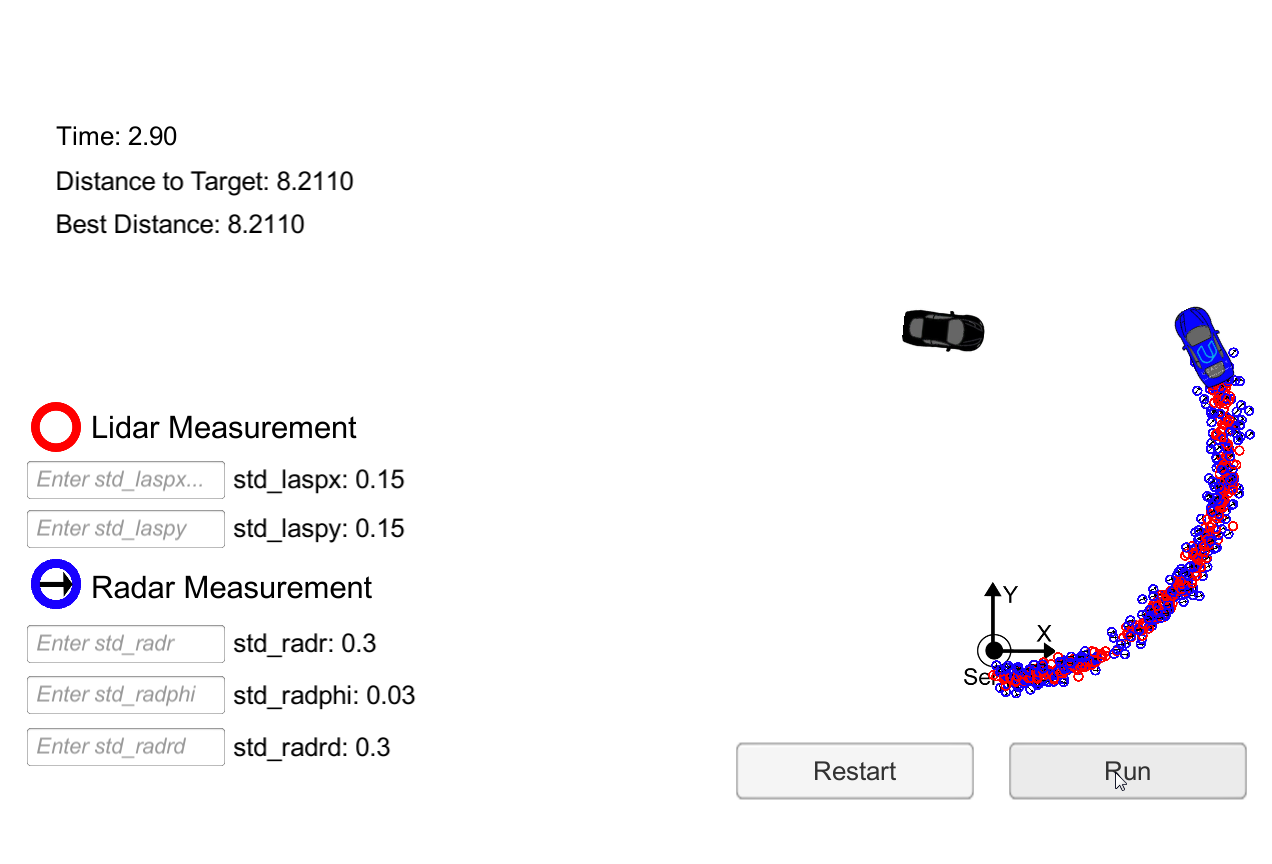 Time: 2.90
Distance to Target: 8.2110
Best Distance: 8.2110
Lidar Measurement
Enter std_laspx... std_laspx: 0.15
Enter std_laspy std_laspy: 0.15
Radar Measurement
Enter std_radr std_radr: 0.3
Enter std_radphi std_radphi: 0.03
Enter std_radrd std_radrd: 0.3
Y
X
Restart Run